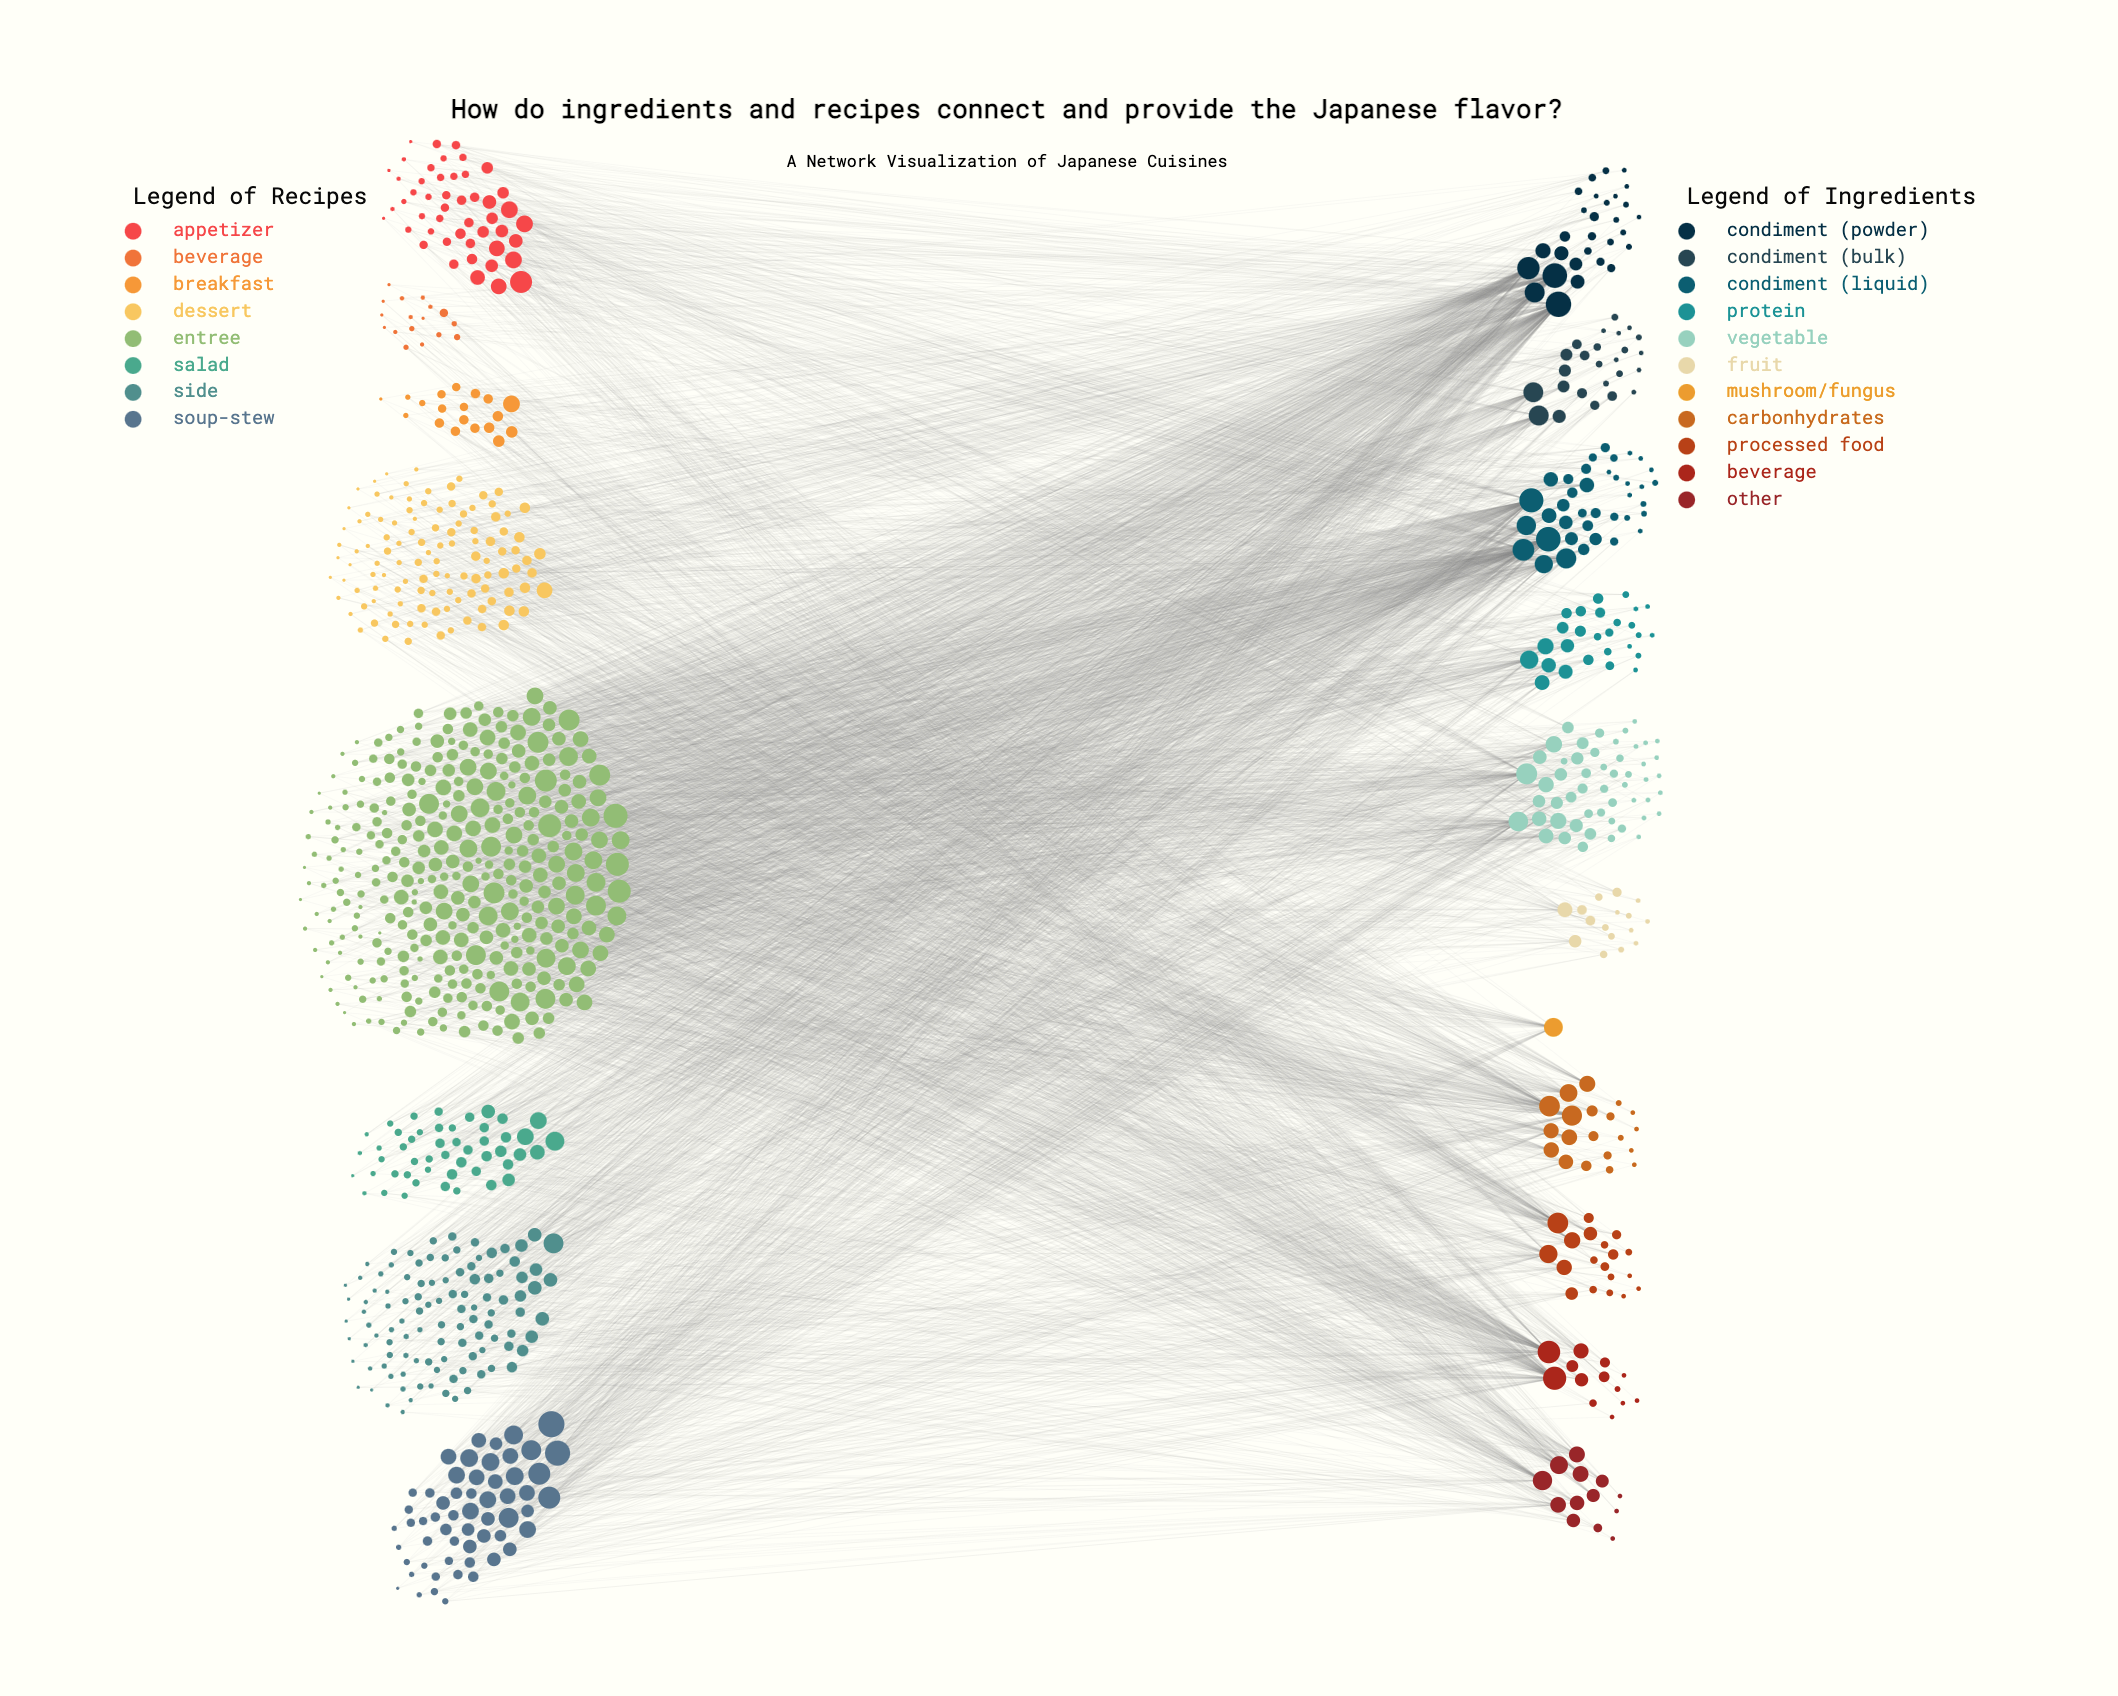 How do ingredients and recipes connect and provide the Japanese flavor?
A Network Visualization of Japanese Cuisines
Legend of Recipes
appetizer
beverage
breakfast
dessert
entree
salad
side
soup-stew
Legend of Ingredients
condiment (powder)
condiment (bulk)
condiment (liquid)
protein
vegetable
fruit
mushroom/fungus
carbonhydrates
processed food
beverage
other